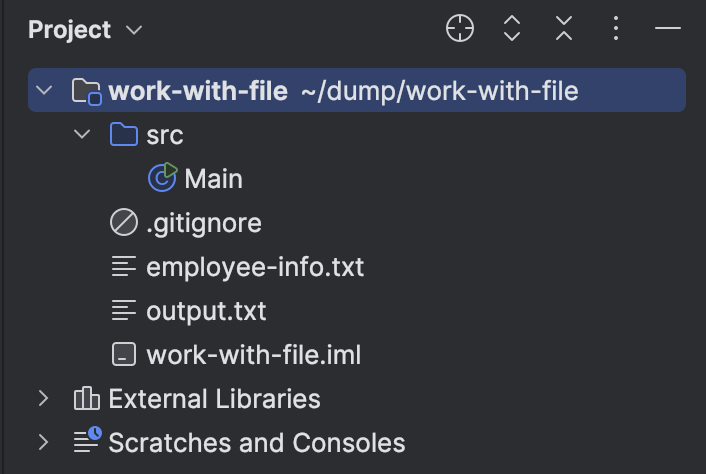 Project
work-with-file ~/dump/work-with-file
src
Main
.gitignore
employee-info.txt
output.txt
work-with-file.iml
External Libraries
Scratches and Consoles